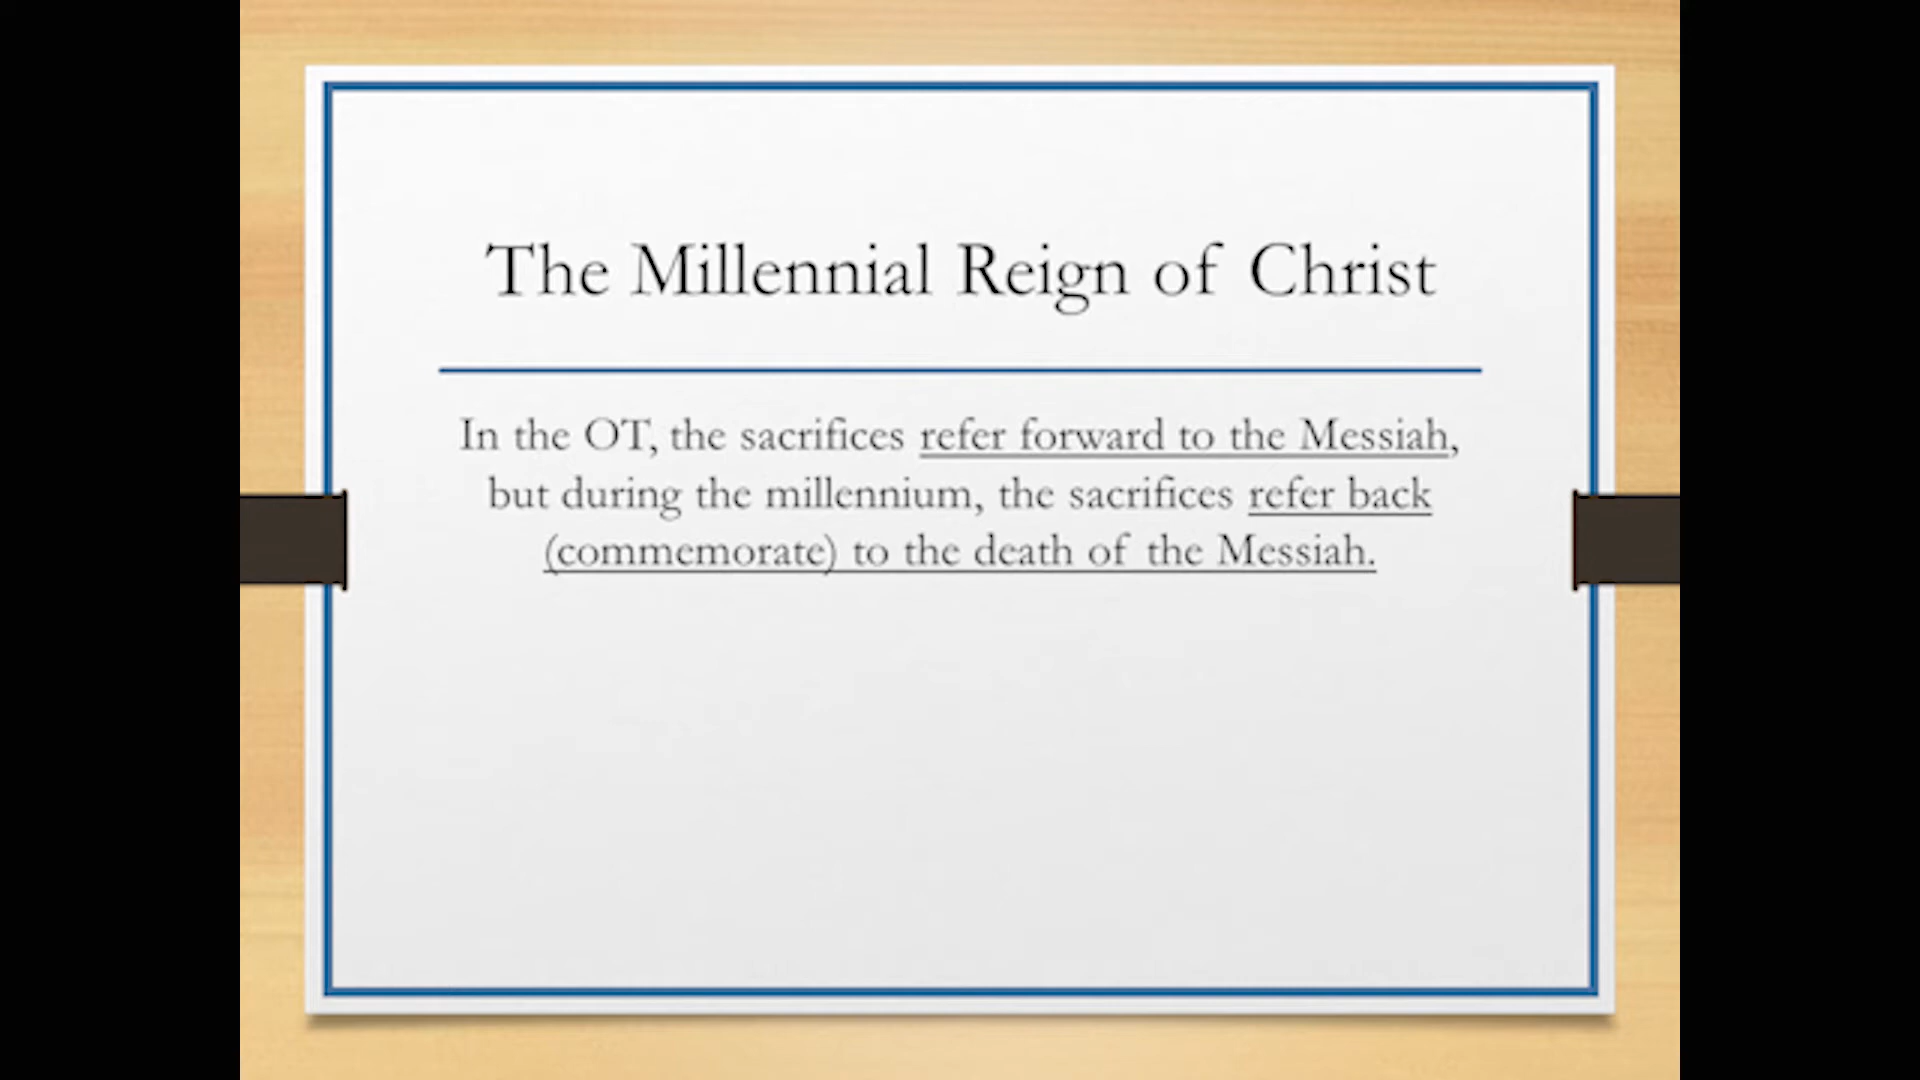 The Millennial Reign of Christ
In the OT, the sacrifices refer forward to the Messiah,
but during the millennium, the sacrifices refer back
(commemorate) to the death of the Messiah.